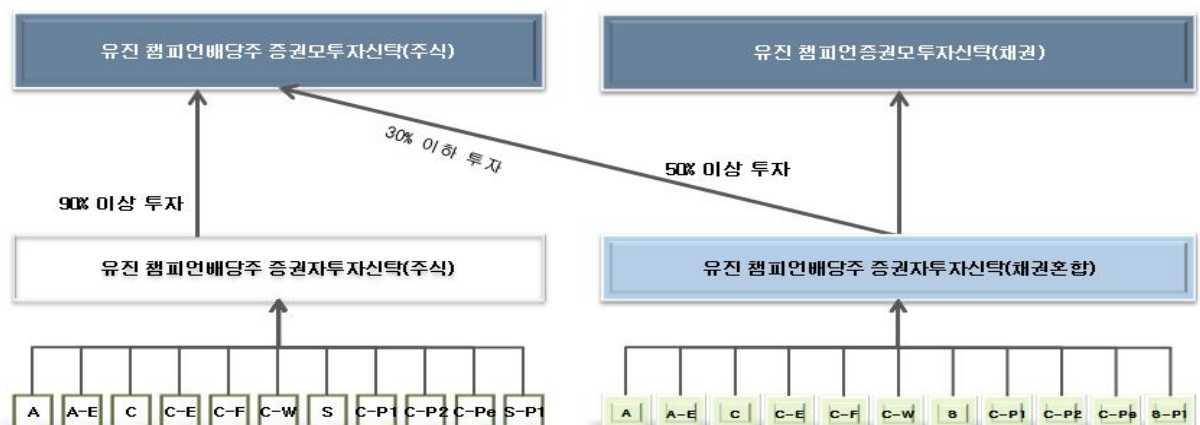 유진 챔피언배당주 증권모투자신탁(주식)
유진 챔피언증권모투자신탁(채권)
30% 이하 투자
50% 이상 투자
90% 이상 투자
유진 챔피언배당주 증권자투자신탁(주식)
유진 챔피언배당주 증권자투자신탁(채권혼합)
A A-E C C-E C-F C-W S C-P1 C-P2 C-Pe S-P1
A A-E C C-E C-F C-W S C-P1 C-P2 C-Pe S-P1